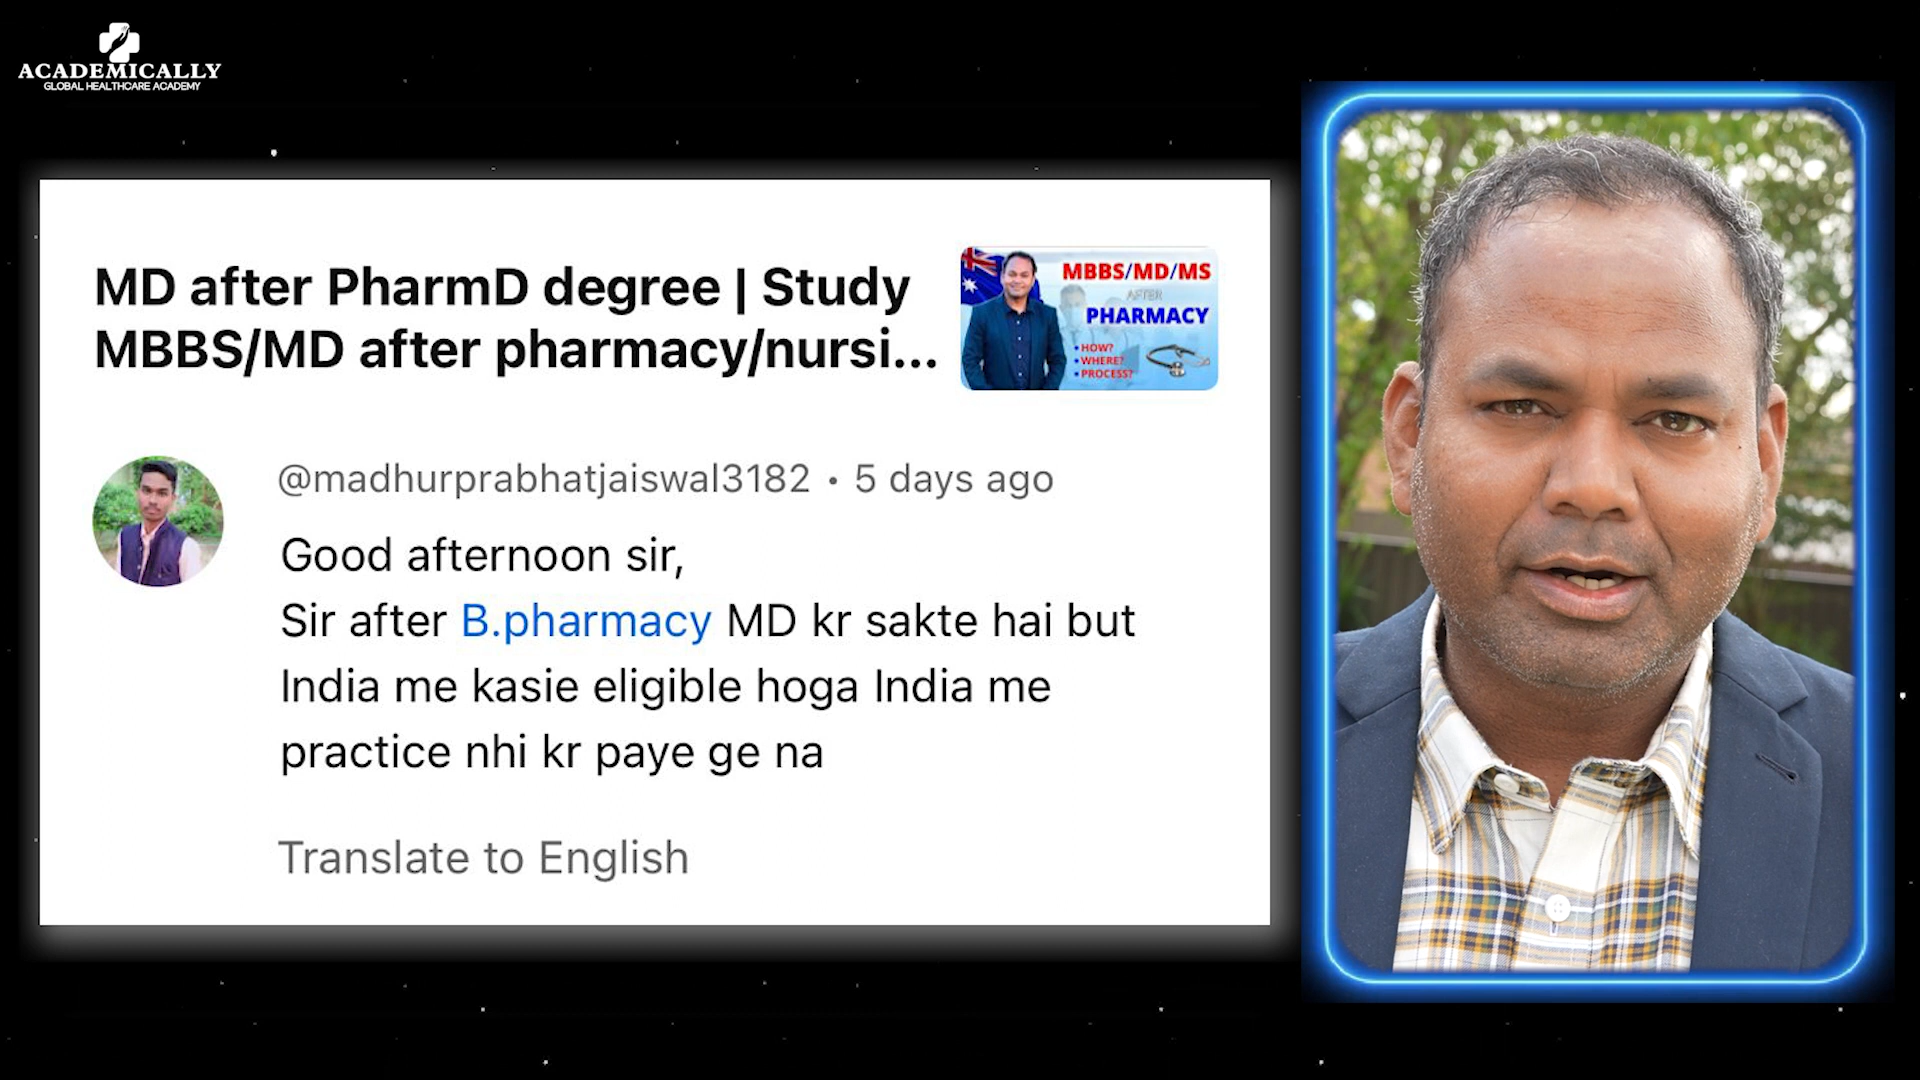 ACADEMICALLY
GLOBAL HEALTHCARE ACADEMY
MD after PharmD degree | Study
MBBS/MD after pharmacy/nursi...
MBBS/MD/MS
AFTER
PHARMACY
• HOW?
• WHERE?
• PROCESS?
@madhurprabhatjaiswal3182 • 5 days ago
Good afternoon sir,
Sir after B.pharmacy MD kr sakte hai but
India me kasie eligible hoga India me
practice nhi kr paye ge na
Translate to English